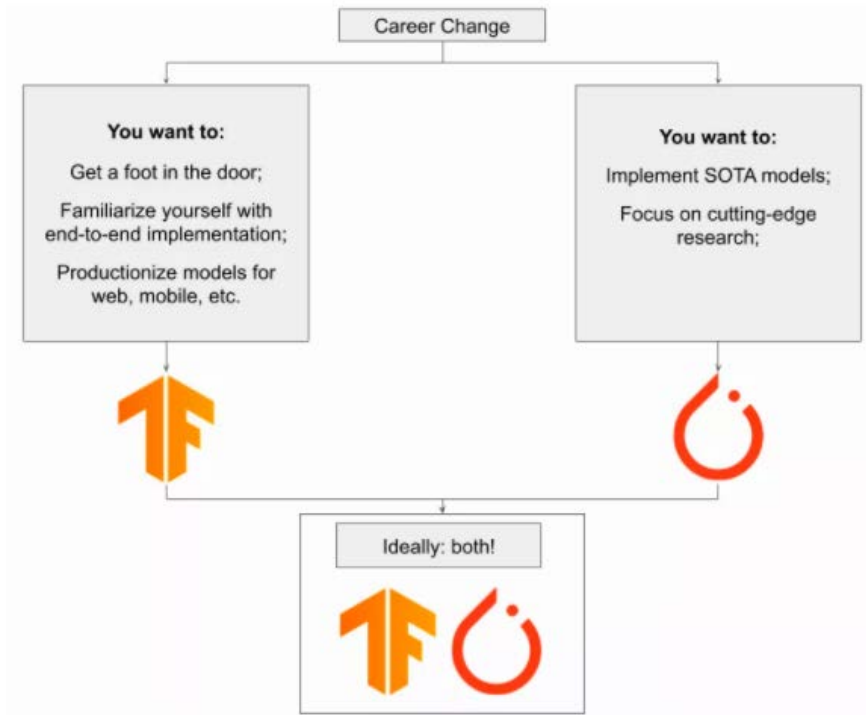 Career Change
You want to:
Get a foot in the door;
Familiarize yourself with
end-to-end implementation;
Productionize models for
web, mobile, etc.
You want to:
Implement SOTA models;
Focus on cutting-edge
research;
Ideally: both!